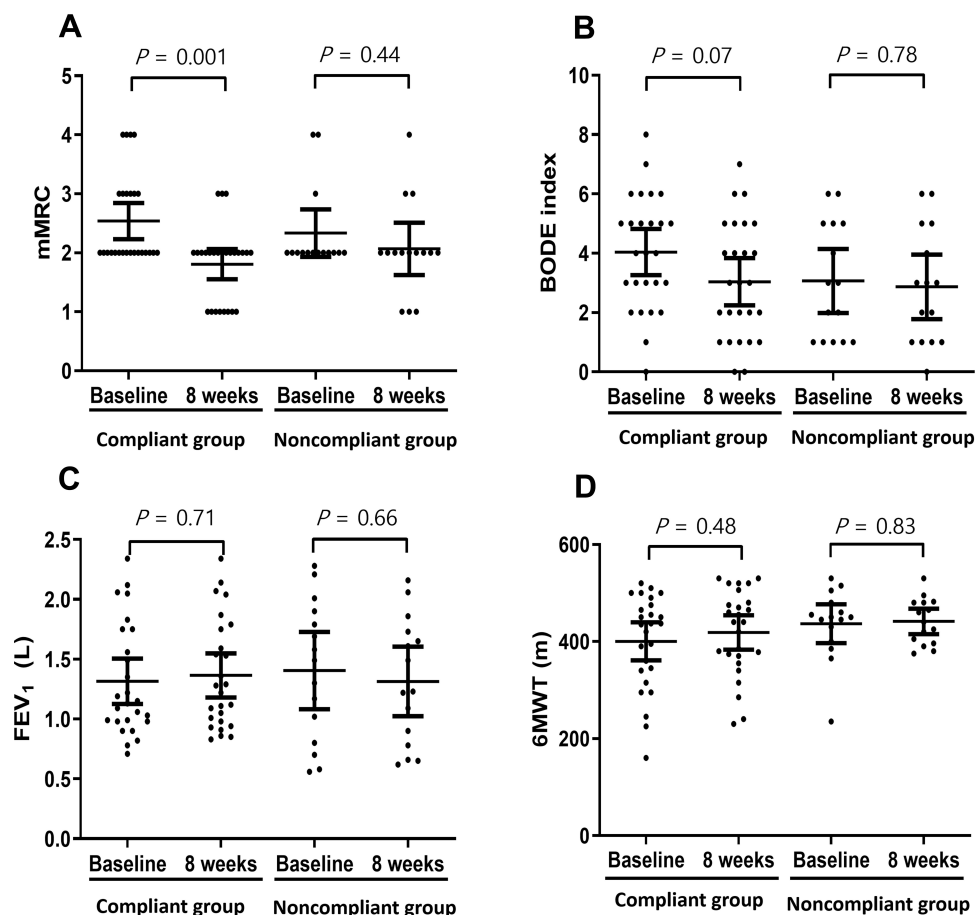 A
P = 0.001
P = 0.44
mMRC
5
4
3
2
1
0
Baseline
8 weeks
Baseline
8 weeks
Compliant group
Noncompliant group
B
P = 0.07
P = 0.78
BODE index
10
8
6
4
2
0
Baseline
8 weeks
Baseline
8 weeks
Compliant group
Noncompliant group
C
P = 0.71
P = 0.66
FEV₁ (L)
2.5
2.0
1.5
1.0
0.5
0.0
Baseline
8 weeks
Baseline
8 weeks
Compliant group
Noncompliant group
D
P = 0.48
P = 0.83
6MWT (m)
600
400
200
0
Baseline
8 weeks
Baseline
8 weeks
Compliant group
Noncompliant group